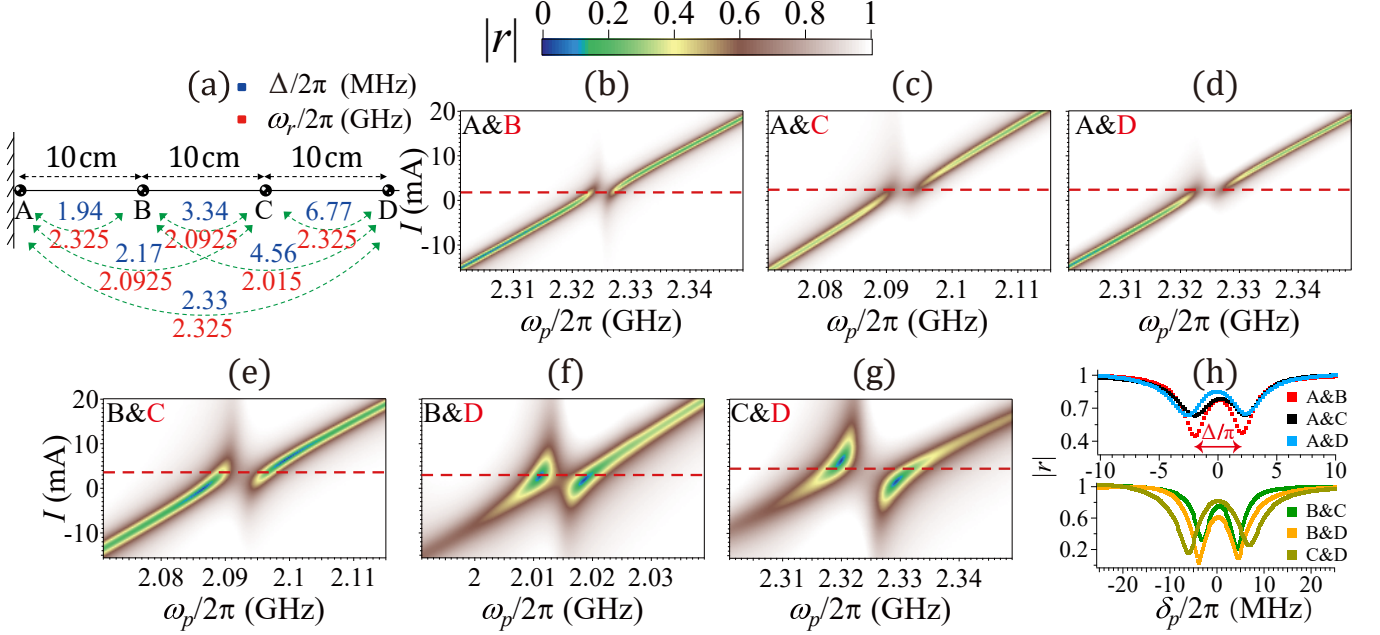 |r|
0 0.2 0.4 0.6 0.8 1
(a)
Δ/2π (MHz)
ω_r/2π (GHz)
10 cm 10 cm 10 cm
A B C D
1.94 3.34 6.77
2.325 2.0925 2.325
2.17 4.56
2.0925 2.015
2.33
2.325
(b)
A&B
I (mA)
20
10
0
-10
2.31 2.32 2.33 2.34
ω_p/2π (GHz)
(c)
A&C
2.08 2.09 2.1 2.11
ω_p/2π (GHz)
(d)
A&D
2.31 2.32 2.33 2.34
ω_p/2π (GHz)
(e)
B&C
I (mA)
20
10
0
-10
2.08 2.09 2.1 2.11
ω_p/2π (GHz)
(f)
B&D
2 2.01 2.02 2.03
ω_p/2π (GHz)
(g)
C&D
2.31 2.32 2.33 2.34
ω_p/2π (GHz)
(h)
|r|
1
0.7
0.4
A&B
A&C
A&D
Δ/π
-10 -5 0 5 10
1
0.6
0.2
B&C
B&D
C&D
-20 -10 0 10 20
δ_p/2π (MHz)